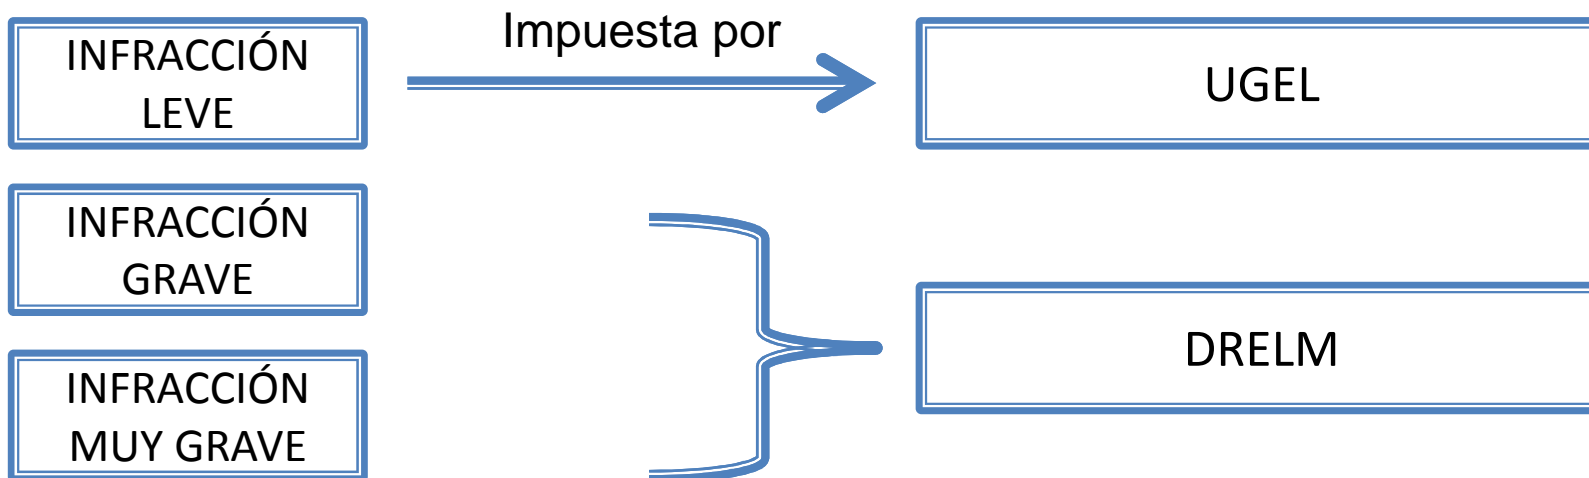 INFRACCIÓN
LEVE
Impuesta por
UGEL
INFRACCIÓN
GRAVE
INFRACCIÓN
MUY GRAVE
DRELM